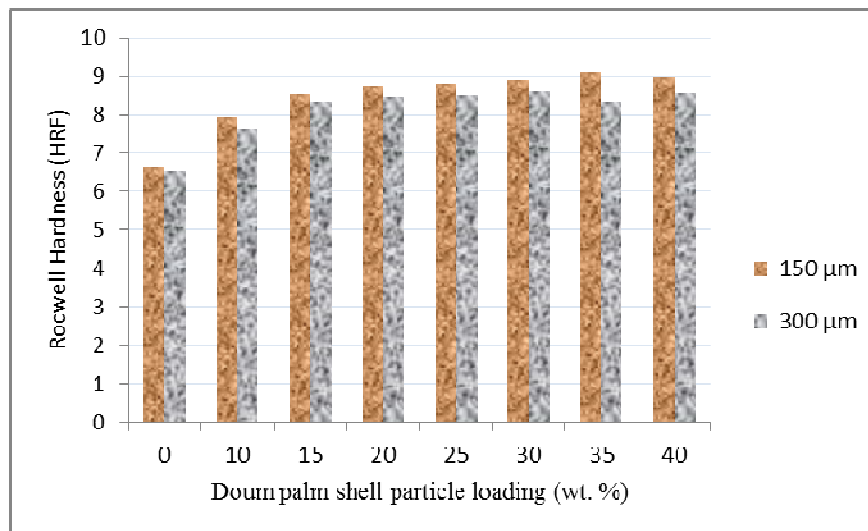 10
9
8
7
6
5
4
3
2
1
0
Rocwell Hardness (HRF)
0 10 15 20 25 30 35 40
Doum palm shell particle loading (wt. %)
150 µm
300 µm